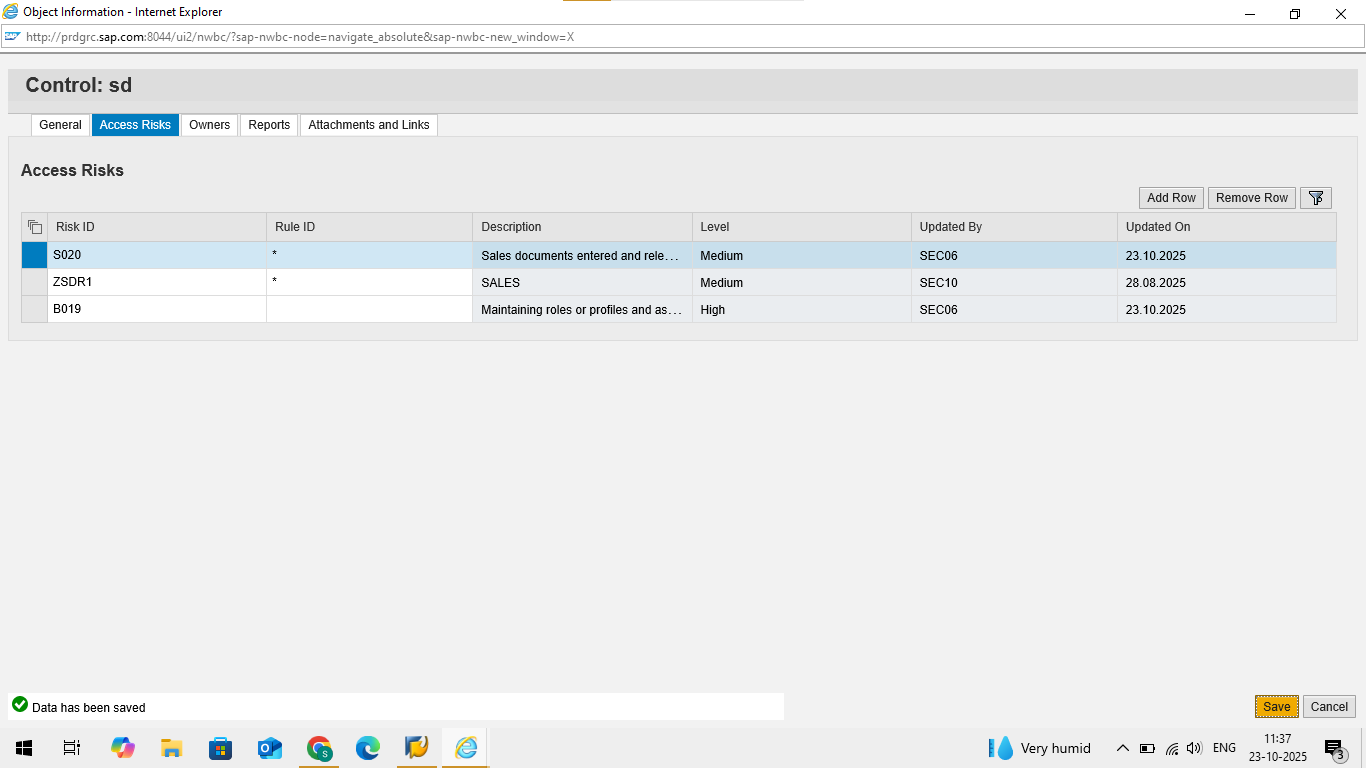 Object Information - Internet Explorer
http://prdgrc.sap.com:8044/ui2/nwbc/?sap-nwbc-node=navigate_absolute&sap-nwbc-new_window=X
Control: sd
General Access Risks Owners Reports Attachments and Links
Access Risks
Add Row Remove Row
Risk ID Rule ID Description Level Updated By Updated On
S020 * Sales documents entered and rele... Medium SEC06 23.10.2025
ZSDR1 * SALES Medium SEC10 28.08.2025
B019 Maintaining roles or profiles and as... High SEC06 23.10.2025
Data has been saved
Save Cancel
Very humid ENG 11:37
23-10-2025 3